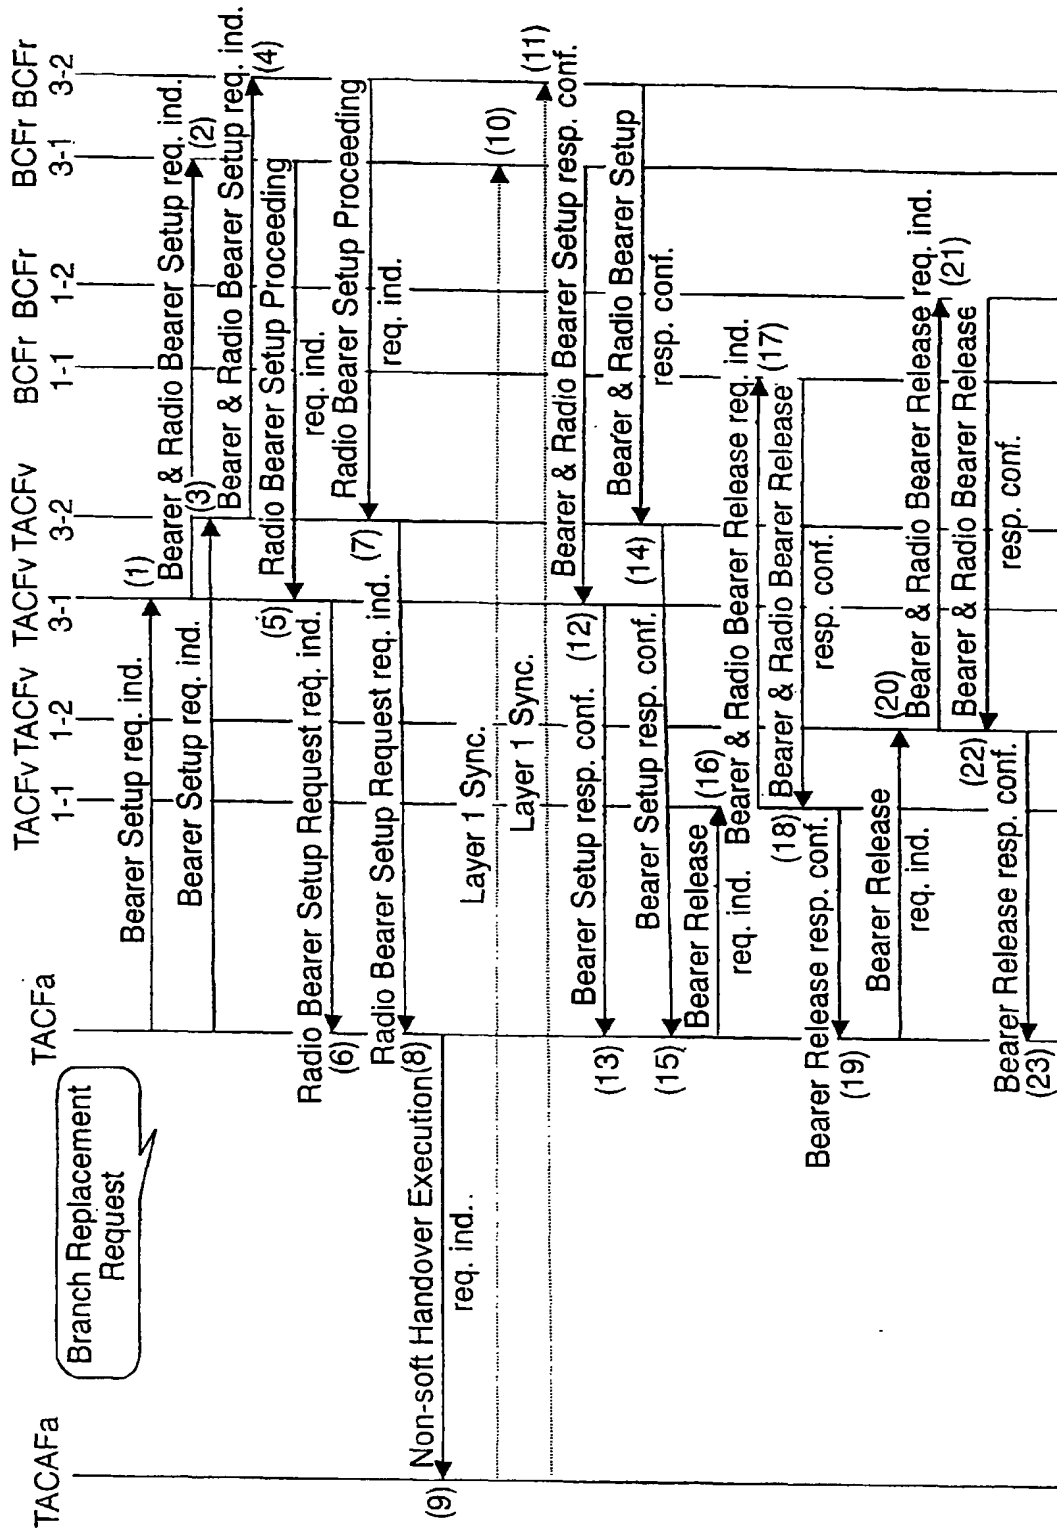 TACAFa
TACFa
TACFv TACFv
1-1
1-2
TACFv TACFv
3-1
3-2
BCFr BCFr
1-1
1-2
BCFr BCFr
3-1
3-2
Branch Replacement
Request
Bearer Setup req. ind.
(1)
Bearer & Radio Bearer Setup req. ind.
(2)
Bearer Setup req. ind.
(3)
Bearer & Radio Bearer Setup req. ind.
(4)
Radio Bearer Setup Proceeding
req. ind.
(5)
Radio Bearer Setup Request req. ind.
(6)
Radio Bearer Setup Proceeding
req. ind.
(7)
Radio Bearer Setup Request req. ind.
(8)
Non-soft Handover Execution
req. ind..
(9)
Layer 1 Sync.
(10)
Layer 1 Sync.
(11)
Bearer & Radio Bearer Setup resp. conf.
(12)
Bearer Setup resp. conf.
(13)
Bearer & Radio Bearer Setup
resp. conf.
(14)
Bearer Setup resp. conf.
(15)
Bearer Release
req. ind.
(16)
Bearer & Radio Bearer Release req. ind.
(17)
Bearer & Radio Bearer Release
resp. conf.
(18)
Bearer Release resp. conf.
(19)
Bearer Release
req. ind.
(20)
Bearer & Radio Bearer Release req. ind.
(21)
Bearer & Radio Bearer Release
resp. conf.
(22)
Bearer Release resp. conf.
(23)